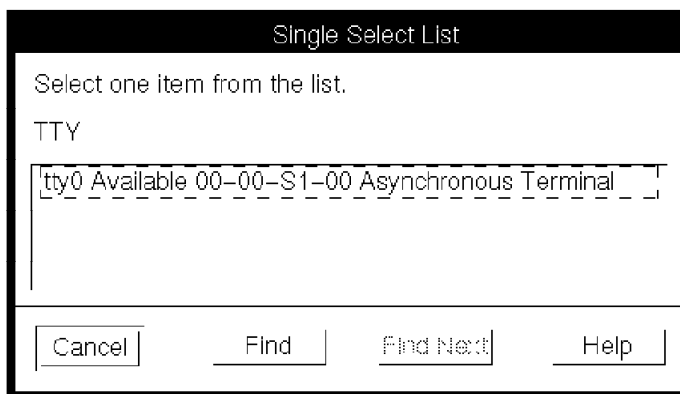 Single Select List
Select one item from the list.
TTY
tty0 Available 00–00–S1–00 Asynchronous Terminal
Cancel Find Find Next Help